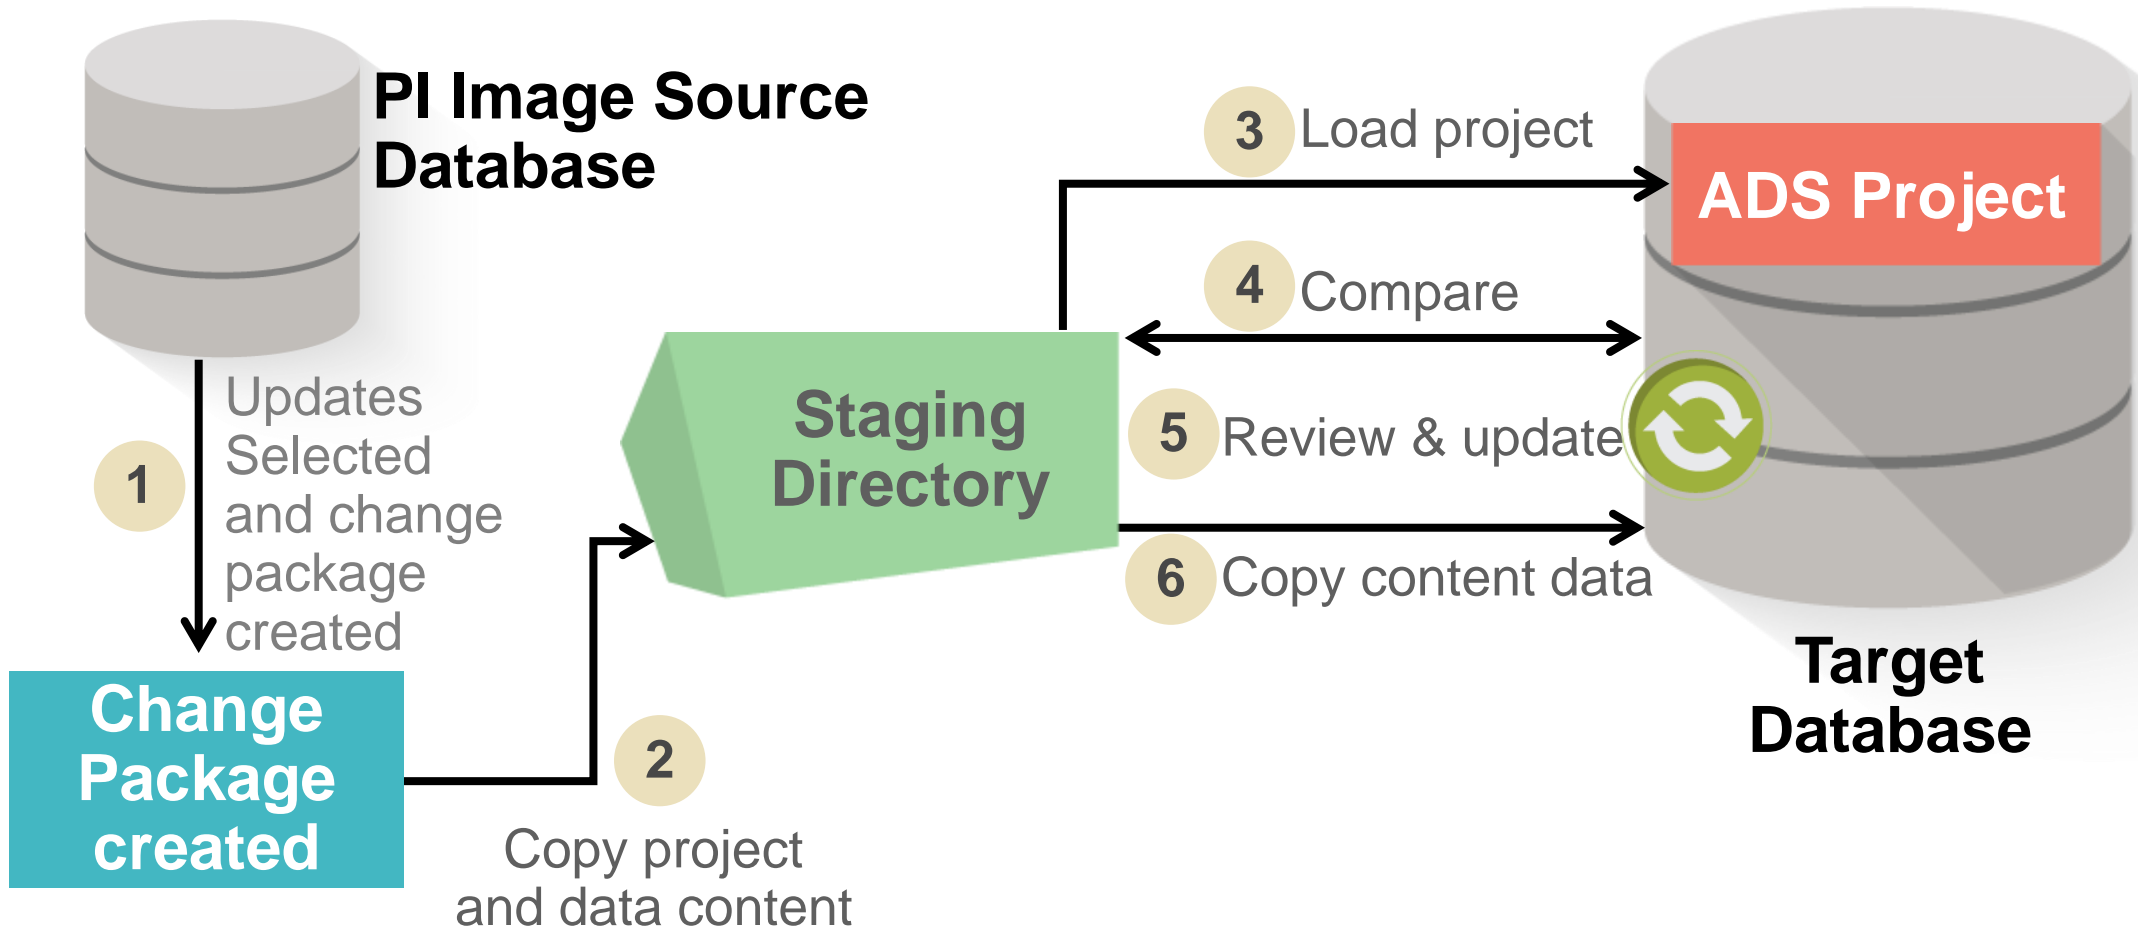 PI Image Source
Database
1
Updates
Selected
and change
package
created
Change
Package
created
2
Copy project
and data content
Staging
Directory
3
Load project
4
Compare
5
Review & update
6
Copy content data
ADS Project
Target
Database